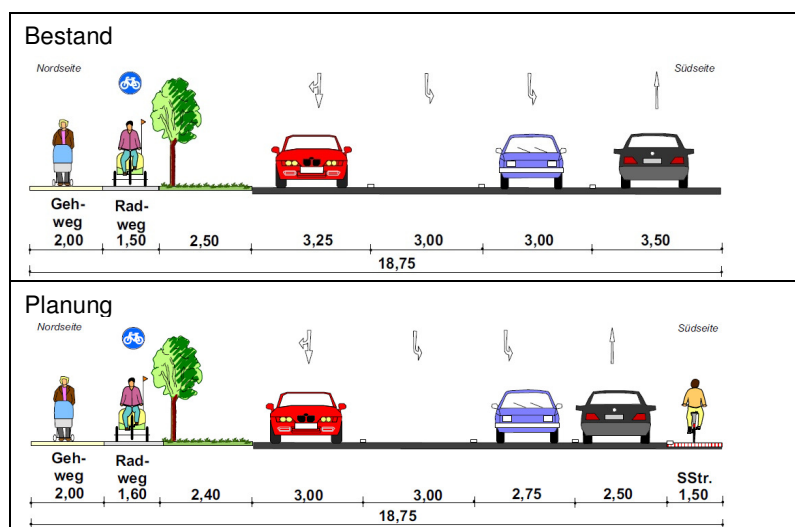 Bestand
Nordseite
Südseite
Geh-
weg
Rad-
weg
2,00 1,50 2,50 3,25 3,00 3,00 3,50
18,75
Planung
Nordseite
Südseite
Geh-
weg
Rad-
weg
SStr.
2,00 1,60 2,40 3,00 3,00 2,75 2,50 1,50
18,75